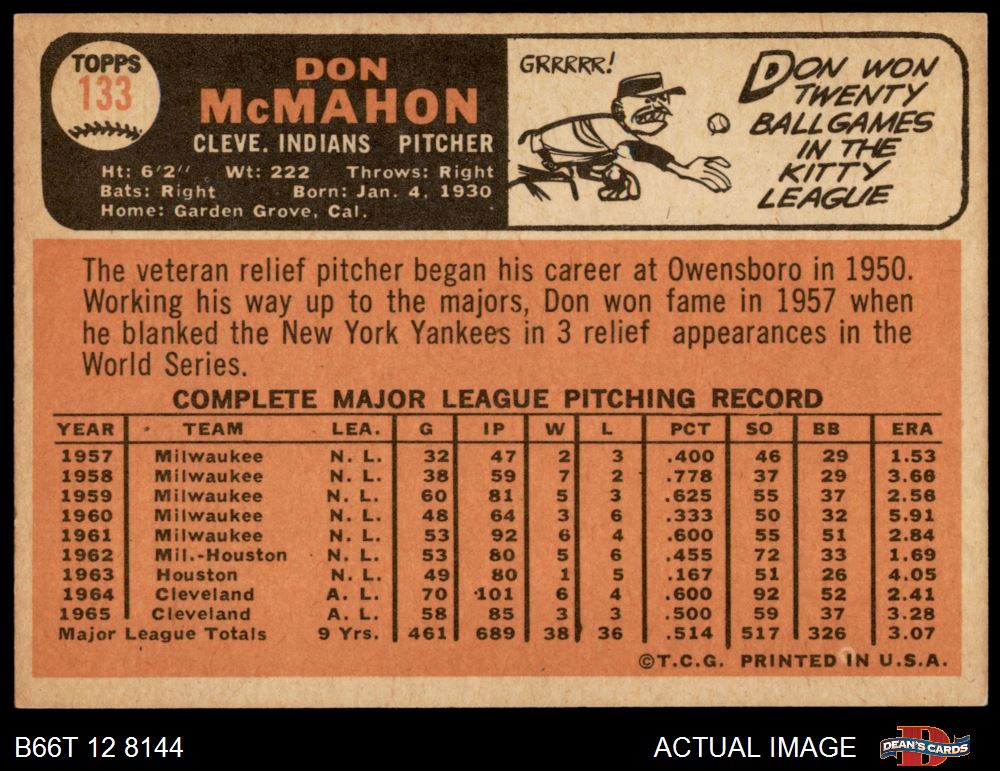 TOPPS
133
DON
McMAHON
CLEVE. INDIANS PITCHER
Ht: 6'2" Wt: 222 Throws: Right
Bats: Right Born: Jan. 4, 1930
Home: Garden Grove, Cal.
GRRRRR!
DON WON
TWENTY
BALLGAMES
IN THE
KITTY
LEAGUE
The veteran relief pitcher began his career at Owensboro in 1950.
Working his way up to the majors, Don won fame in 1957 when
he blanked the New York Yankees in 3 relief appearances in the
World Series.
COMPLETE MAJOR LEAGUE PITCHING RECORD
YEAR TEAM LEA. G IP W L PCT SO BB ERA
1957 Milwaukee N. L. 32 47 2 3 .400 46 29 1.53
1958 Milwaukee N. L. 38 59 7 2 .778 37 29 3.66
1959 Milwaukee N. L. 60 81 5 3 .625 55 37 2.56
1960 Milwaukee N. L. 48 64 3 6 .333 50 32 5.91
1961 Milwaukee N. L. 53 92 6 4 .600 55 51 2.84
1962 Mil.-Houston N. L. 53 80 5 6 .455 72 33 1.69
1963 Houston N. L. 49 80 1 5 .167 51 26 4.05
1964 Cleveland A. L. 70 101 6 4 .600 92 52 2.41
1965 Cleveland A. L. 58 85 3 3 .500 59 37 3.28
Major League Totals 9 Yrs. 461 689 38 36 .514 517 326 3.07
©T.C.G. PRINTED IN U.S.A.
B66T 12 8144
ACTUAL IMAGE
DEAN'S CARDS